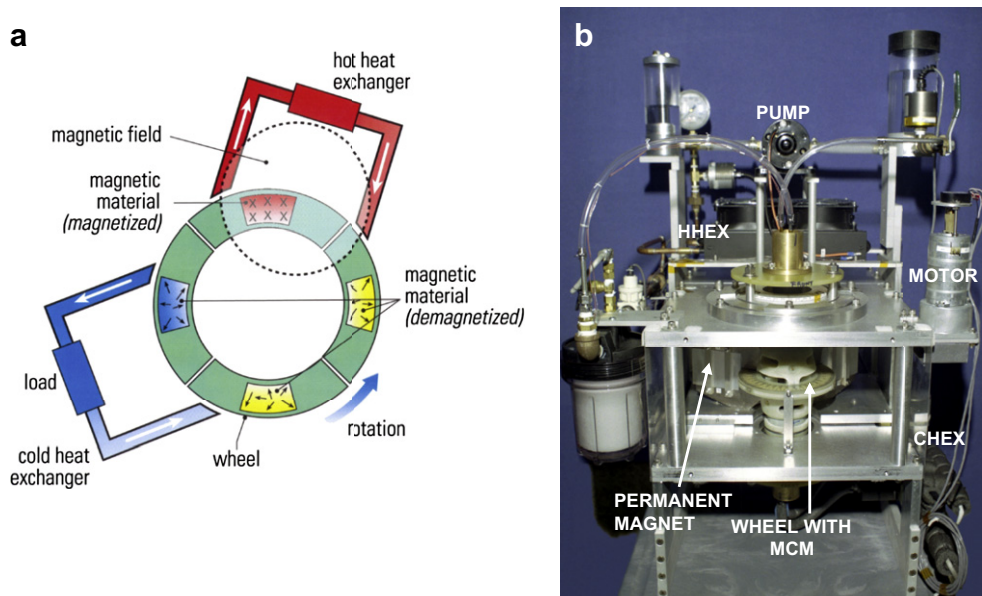 a
hot heat
exchanger
magnetic field
magnetic
material
(magnetized)
magnetic
material
(demagnetized)
load
cold heat
exchanger
wheel
rotation
b
PUMP
HHEX
MOTOR
CHEX
PERMANENT
MAGNET
WHEEL WITH
MCM